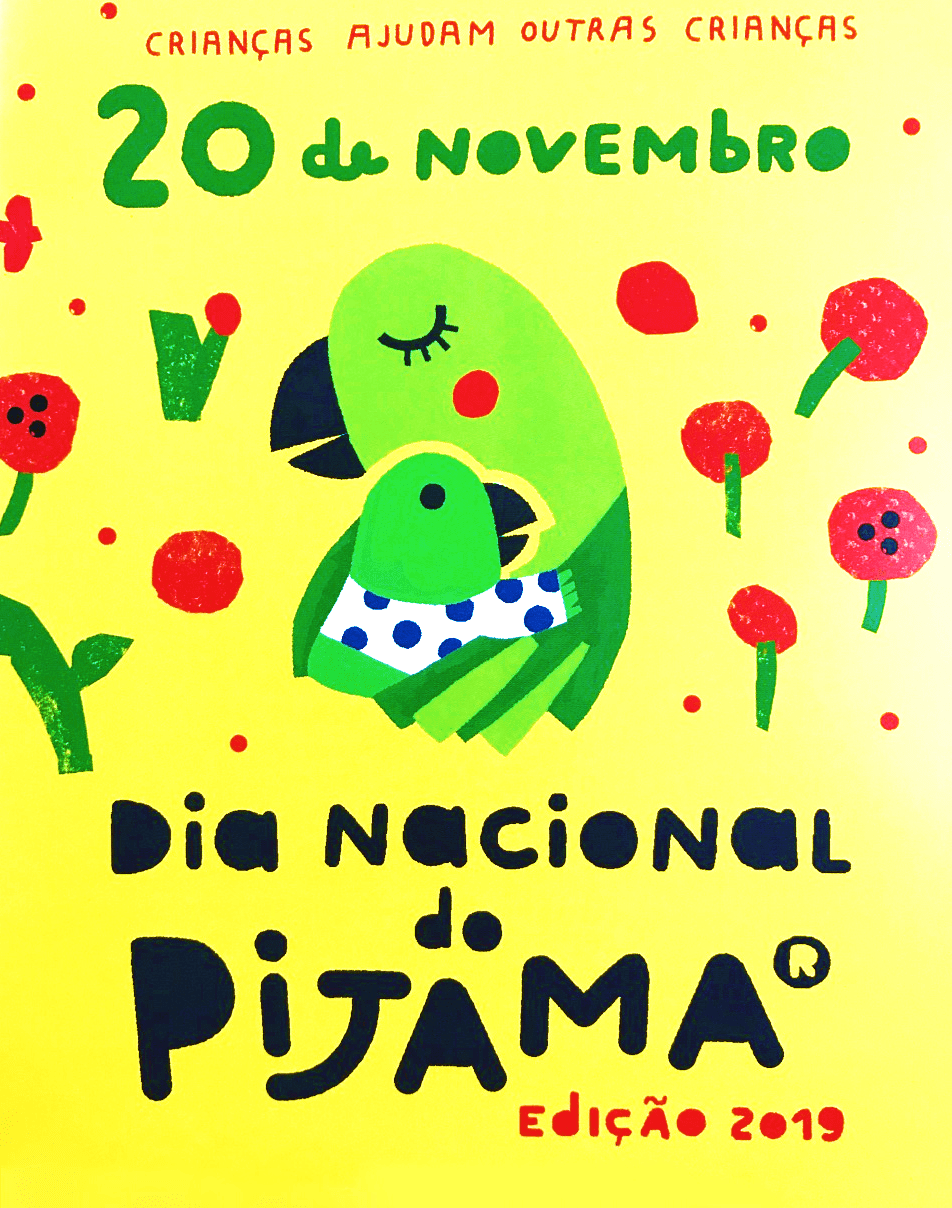 CRIANÇAS AJUDAM OUTRAS CRIANÇAS
20 de NOVEMbRO
Dia NacioNaL
do
PiJAMA®
EdIÇÃO 2019